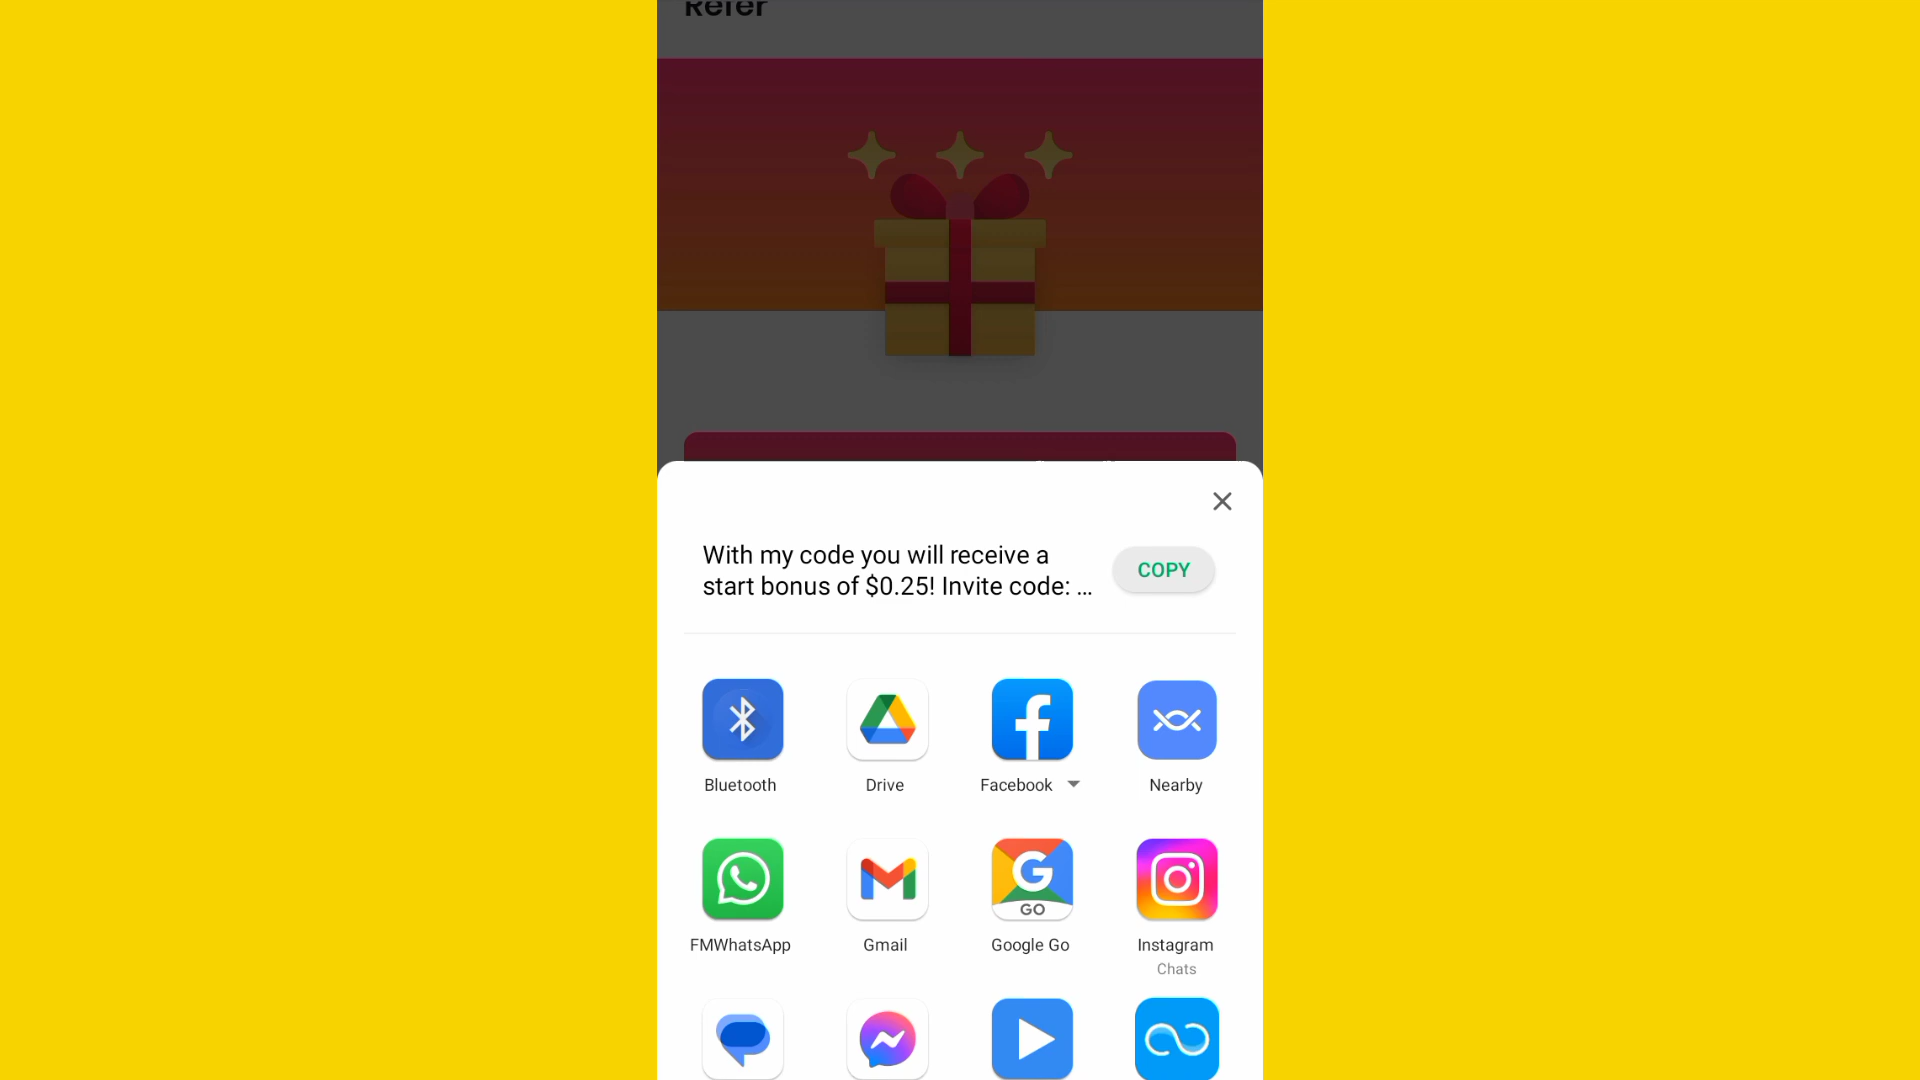 Refer
With my code you will receive a
start bonus of $0.25! Invite code: ...
COPY
Bluetooth
Drive
Facebook
Nearby
FMWhatsApp
Gmail
GO
Google Go
Instagram
Chats